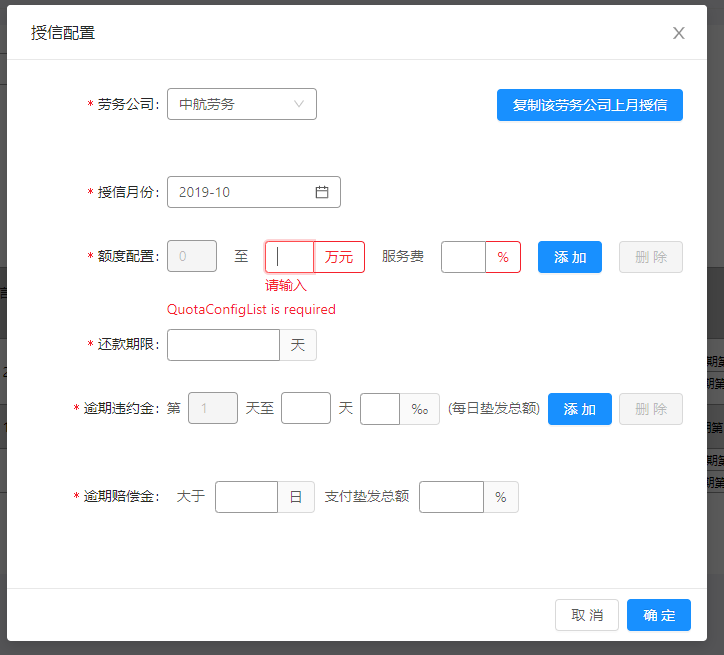 授信配置
* 劳务公司: 中航劳务 复制该劳务公司上月授信
* 授信月份: 2019-10
* 额度配置: 0 至 万元 服务费 % 添 加 删 除
请输入
QuotaConfigList is required
* 还款期限: 天
* 逾期违约金: 第 1 天至 天 ‰ (每日垫发总额) 添 加 删 除
* 逾期赔偿金: 大于 日 支付垫发总额 %
取 消 确 定